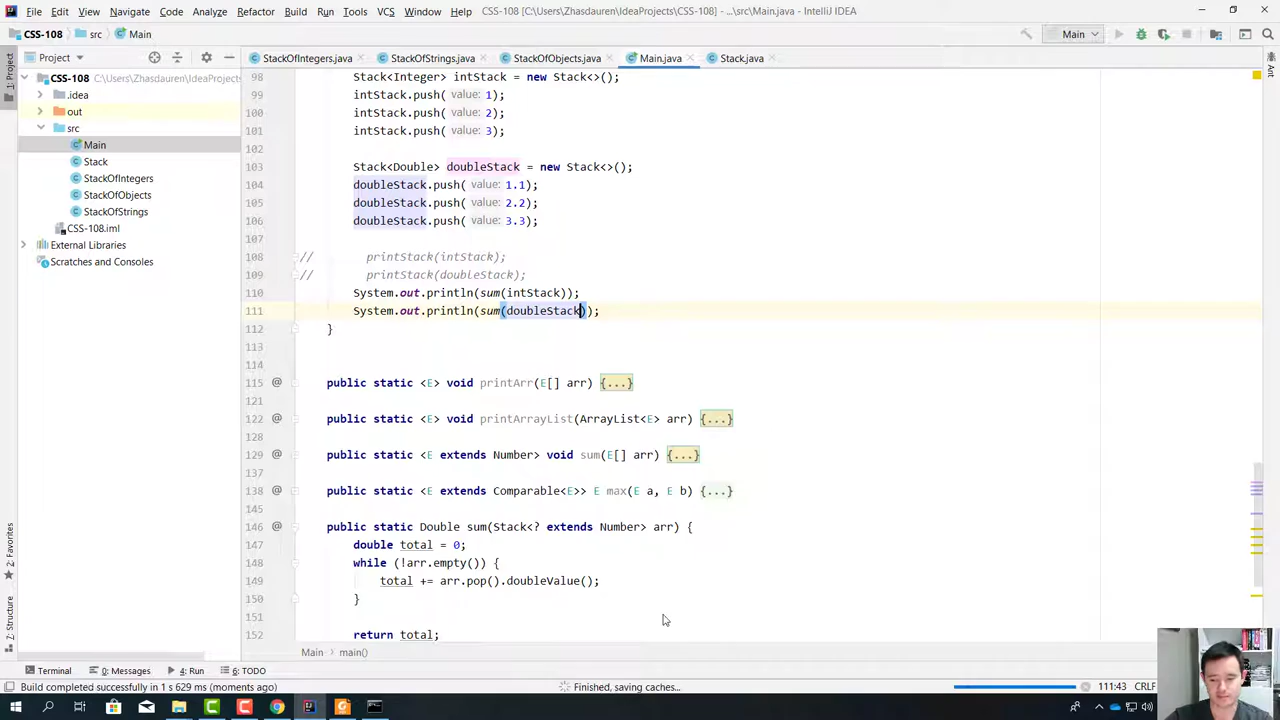 File Edit View Navigate Code Analyze Refactor Build Run Tools VCS Window Help CSS-108 [C:\Users\Zhasdauren\IdeaProjects\CSS-108] - ...\src\Main.java - IntelliJ IDEA
CSS-108 src Main Main
Project StackOfIntegers.java StackOfStrings.java StackOfObjects.java Main.java Stack.java
CSS-108 C:\Users\Zhasdauren\IdeaProjects
.idea
out
src
Main
Stack
StackOfIntegers
StackOfObjects
StackOfStrings
CSS-108.iml
External Libraries
Scratches and Consoles
1: Project
2: Favorites
7: Structure
Ant
98 Stack<Integer> intStack = new Stack<>();
99 intStack.push( value: 1);
100 intStack.push( value: 2);
101 intStack.push( value: 3);
102
103 Stack<Double> doubleStack = new Stack<>();
104 doubleStack.push( value: 1.1);
105 doubleStack.push( value: 2.2);
106 doubleStack.push( value: 3.3);
107
108 // printStack(intStack);
109 // printStack(doubleStack);
110 System.out.println(sum(intStack));
111 System.out.println(sum(doubleStack));
112 }
113
114
115 @ public static <E> void printArr(E[] arr) {...}
121
122 @ public static <E> void printArrayList(ArrayList<E> arr) {...}
128
129 @ public static <E extends Number> void sum(E[] arr) {...}
137
138 @ public static <E extends Comparable<E>> E max(E a, E b) {...}
145
146 @ public static Double sum(Stack<? extends Number> arr) {
147 double total = 0;
148 while (!arr.empty()) {
149 total += arr.pop().doubleValue();
150 }
151
152 return total;
Main main()
Terminal 0: Messages 4: Run 6: TODO
Build completed successfully in 1 s 629 ms (moments ago) Finished, saving caches... 111:43 CRLF